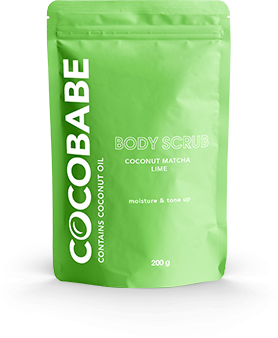 COCOBABE
CONTAINS COCONUT OIL
BODY SCRUB
COCONUT MATCHA
LIME
moisture & tone up
200 g